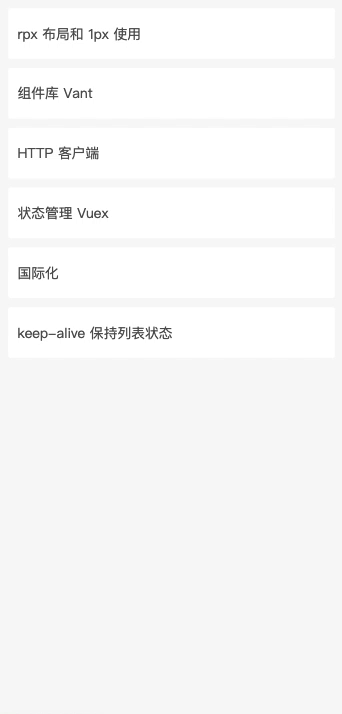 rpx 布局和 1px 使用
组件库 Vant
HTTP 客户端
状态管理 Vuex
国际化
keep-alive 保持列表状态